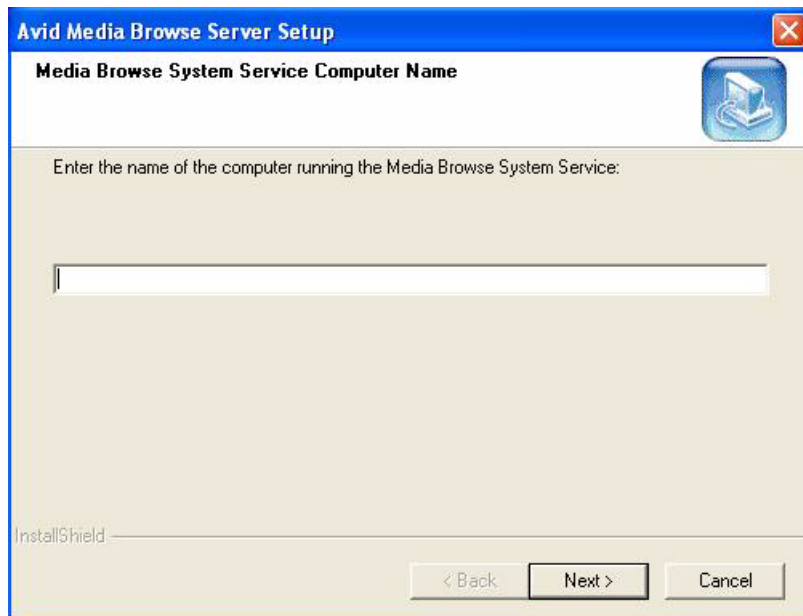 Avid Media Browse Server Setup
Media Browse System Service Computer Name
Enter the name of the computer running the Media Browse System Service:
InstallShield
< Back
Next >
Cancel